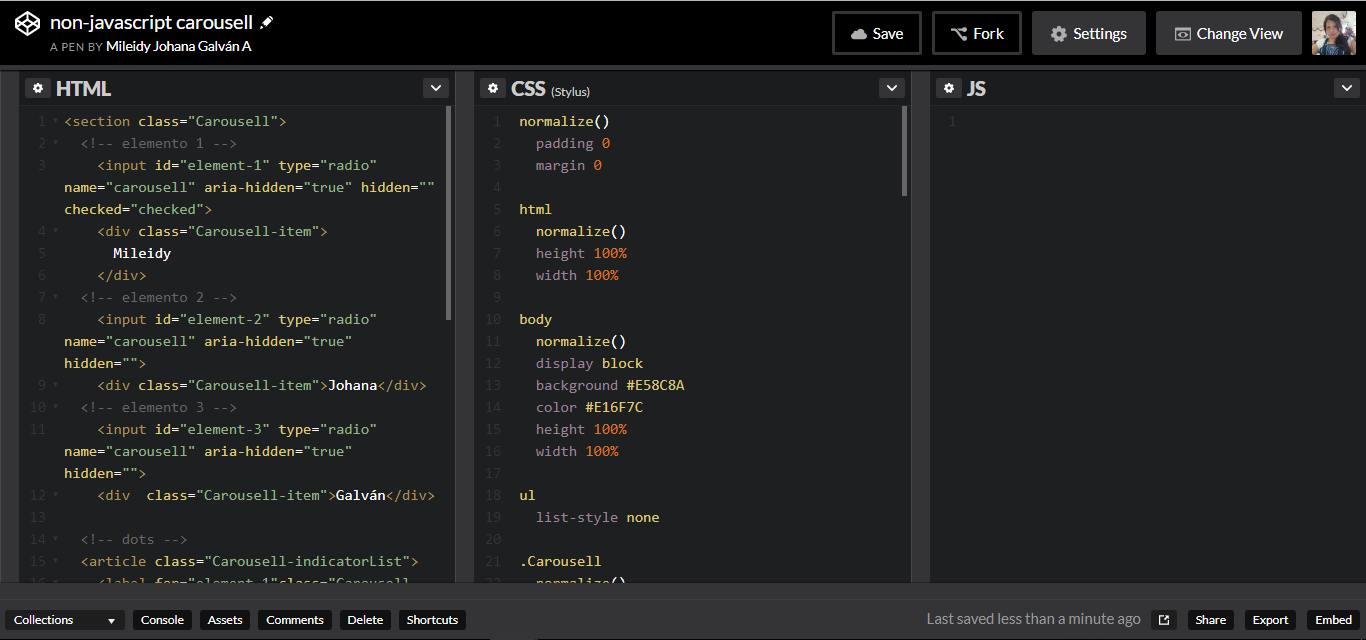 non-javascript carousell
A PEN BY Mileidy Johana Galván A
Save
Fork
Settings
Change View
HTML
1 <section class="Carousell">
2 <!-- elemento 1 -->
3 <input id="element-1" type="radio"
name="carousell" aria-hidden="true" hidden=""
checked="checked">
4 <div class="Carousell-item">
5 Mileidy
6 </div>
7 <!-- elemento 2 -->
8 <input id="element-2" type="radio"
name="carousell" aria-hidden="true"
hidden="">
9 <div class="Carousell-item">Johana</div>
10 <!-- elemento 3 -->
11 <input id="element-3" type="radio"
name="carousell" aria-hidden="true"
hidden="">
12 <div  class="Carousell-item">Galván</div>
13
14 <!-- dots -->
15 <article class="Carousell-indicatorList">
16 <label for="element-1"class="Carousell-
CSS (Stylus)
1 normalize()
2 padding 0
3 margin 0
4
5 html
6 normalize()
7 height 100%
8 width 100%
9
10 body
11 normalize()
12 display block
13 background #E58C8A
14 color #E16F7C
15 height 100%
16 width 100%
17
18 ul
19 list-style none
20
21 .Carousell
22 normalize()
JS
1
Collections
Console
Assets
Comments
Delete
Shortcuts
Last saved less than a minute ago
Share
Export
Embed